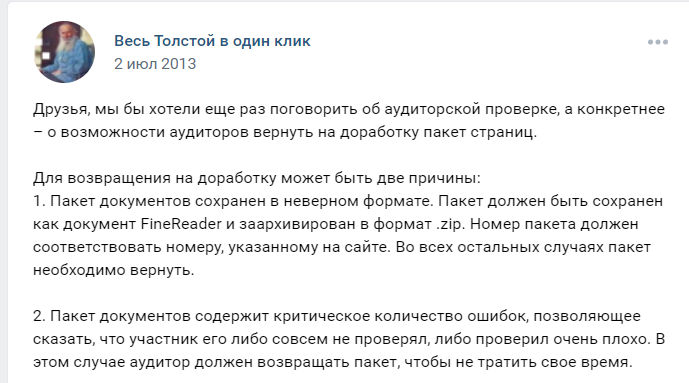 Весь Толстой в один клик
2 июл 2013
Друзья, мы бы хотели еще раз поговорить об аудиторской проверке, а конкретнее
– о возможности аудиторов вернуть на доработку пакет страниц.
Для возвращения на доработку может быть две причины:
1. Пакет документов сохранен в неверном формате. Пакет должен быть сохранен
как документ FineReader и заархивирован в формат .zip. Номер пакета должен
соответствовать номеру, указанному на сайте. Во всех остальных случаях пакет
необходимо вернуть.
2. Пакет документов содержит критическое количество ошибок, позволяющее
сказать, что участник его либо совсем не проверял, либо проверил очень плохо. В
этом случае аудитор должен возвращать пакет, чтобы не тратить свое время.